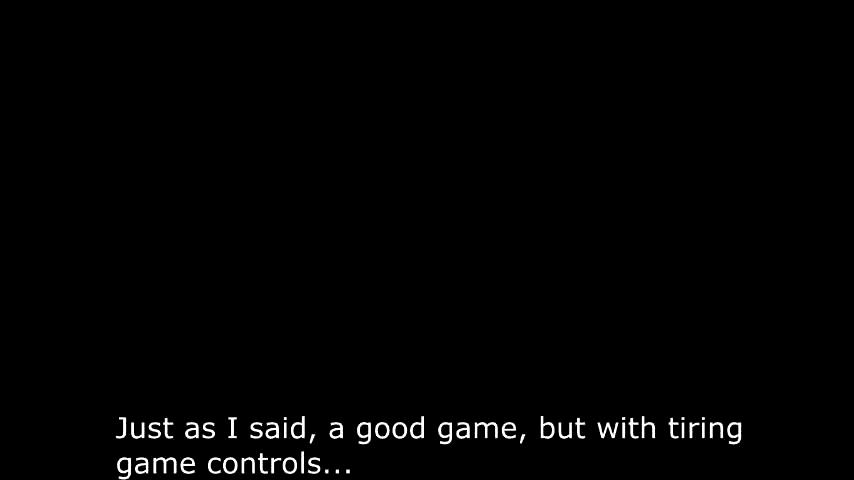 Just as I said, a good game, but with tiring
game controls...